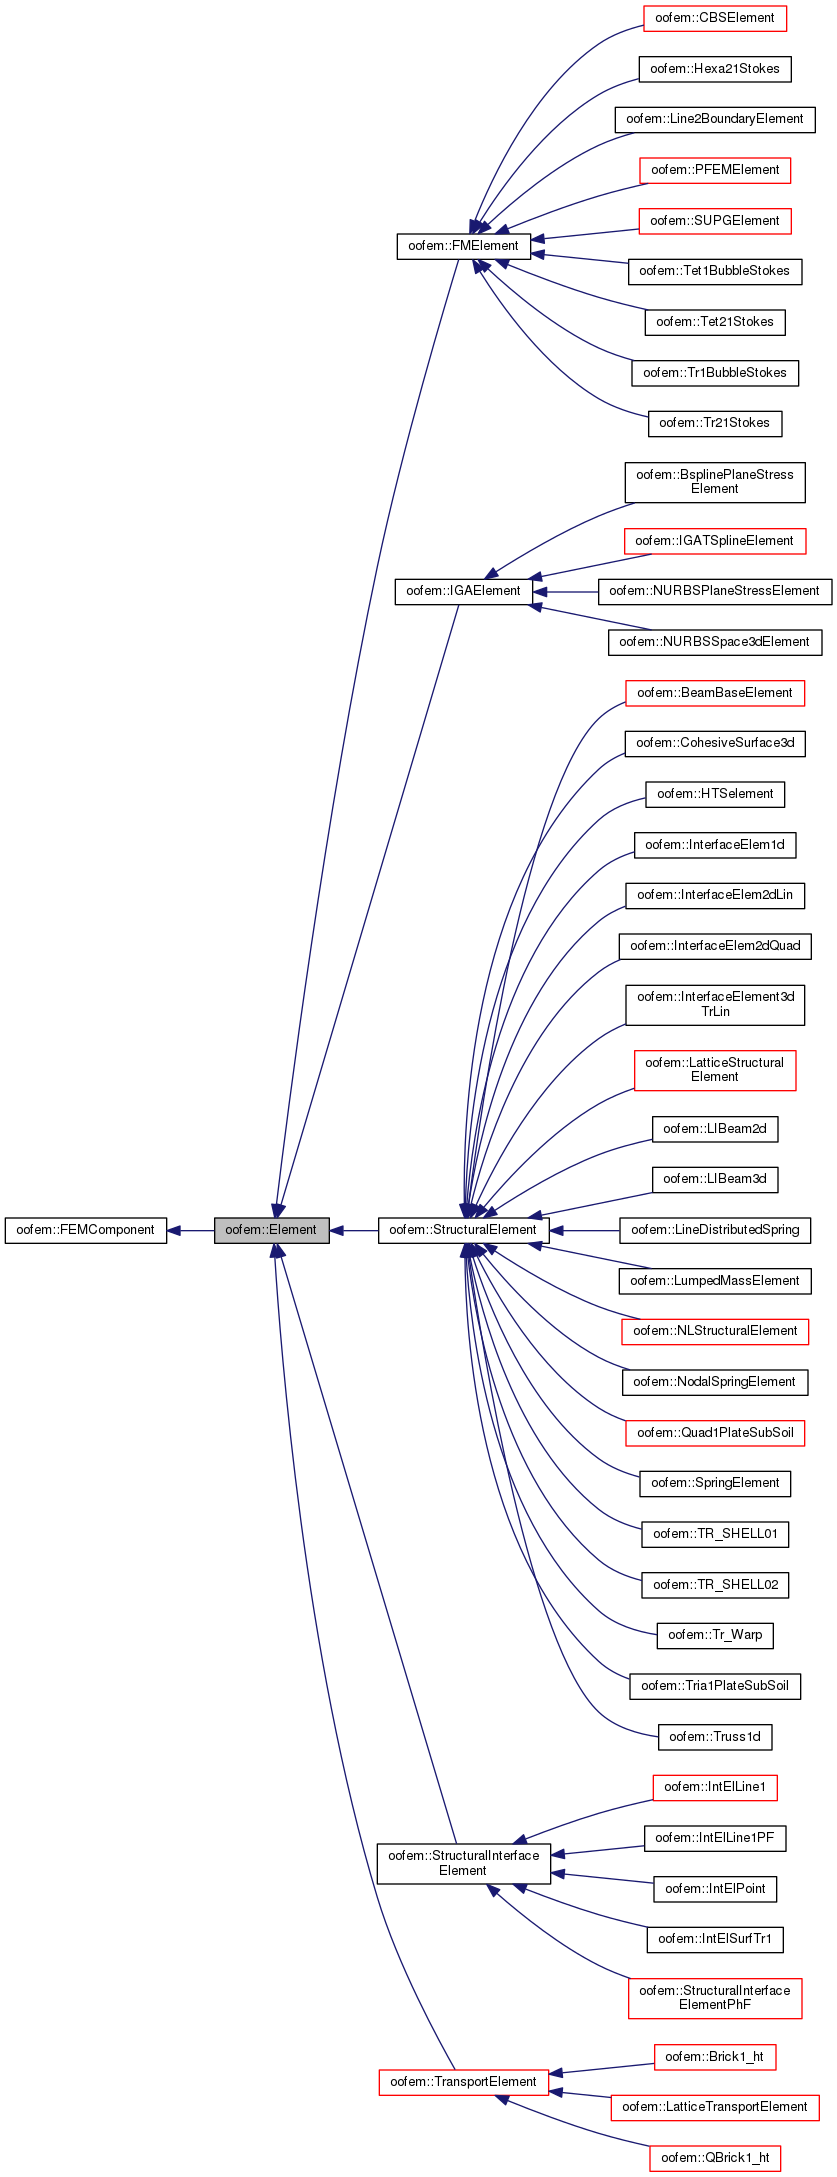 oofem::CBSElement
oofem::Hexa21Stokes
oofem::Line2BoundaryElement
oofem::PFEMElement
oofem::SUPGElement
oofem::FMElement
oofem::Tet1BubbleStokes
oofem::Tet21Stokes
oofem::Tr1BubbleStokes
oofem::Tr21Stokes
oofem::BsplinePlaneStress
Element
oofem::IGATSplineElement
oofem::IGAElement
oofem::NURBSPlaneStressElement
oofem::NURBSSpace3dElement
oofem::BeamBaseElement
oofem::CohesiveSurface3d
oofem::HTSelement
oofem::InterfaceElem1d
oofem::InterfaceElem2dLin
oofem::InterfaceElem2dQuad
oofem::InterfaceElement3d
TrLin
oofem::LatticeStructural
Element
oofem::LIBeam2d
oofem::LIBeam3d
oofem::FEMComponent
oofem::Element
oofem::StructuralElement
oofem::LineDistributedSpring
oofem::LumpedMassElement
oofem::NLStructuralElement
oofem::NodalSpringElement
oofem::Quad1PlateSubSoil
oofem::SpringElement
oofem::TR_SHELL01
oofem::TR_SHELL02
oofem::Tr_Warp
oofem::Tria1PlateSubSoil
oofem::Truss1d
oofem::IntElLine1
oofem::IntElLine1PF
oofem::StructuralInterface
Element
oofem::IntElPoint
oofem::IntElSurfTr1
oofem::StructuralInterface
ElementPhF
oofem::Brick1_ht
oofem::TransportElement
oofem::LatticeTransportElement
oofem::QBrick1_ht